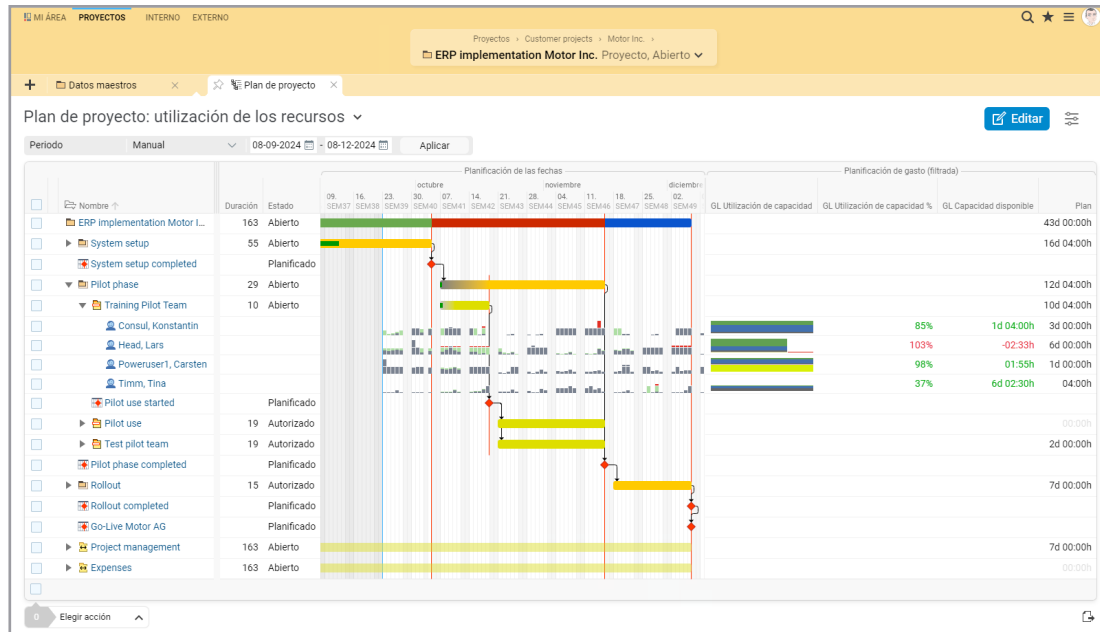 MI ÁREA PROYECTOS INTERNO EXTERNO
Proyectos › Customer projects › Motor Inc. ›
ERP implementation Motor Inc. Proyecto, Abierto
+ Datos maestros × Plan de proyecto ×
Plan de proyecto: utilización de los recursos
Editar
Periodo Manual 08-09-2024 - 08-12-2024 Aplicar
Planificación de las fechas Planificación de gasto (filtrada)
octubre noviembre diciembre
09. 16. 23. 30. 07. 14. 21. 28. 04. 11. 18. 25. 02.
Nombre Duración Estado SEM37 SEM38 SEM39 SEM40 SEM41 SEM42 SEM43 SEM44 SEM45 SEM46 SEM47 SEM48 SEM49 GL Utilización de capacidad GL Utilización de capacidad % GL Capacidad disponible Plan
ERP implementation Motor I... 163 Abierto 43d 00:00h
System setup 55 Abierto 16d 04:00h
System setup completed Planificado
Pilot phase 29 Abierto 12d 04:00h
Training Pilot Team 10 Abierto 10d 04:00h
Consul, Konstantin 85% 1d 04:00h 3d 00:00h
Head, Lars 103% -02:33h 6d 00:00h
Poweruser1, Carsten 98% 01:55h 1d 00:00h
Timm, Tina 37% 6d 02:30h 04:00h
Pilot use started Planificado
Pilot use 19 Autorizado 00:00h
Test pilot team 19 Autorizado 2d 00:00h
Pilot phase completed Planificado
Rollout 15 Autorizado 7d 00:00h
Rollout completed Planificado
Go-Live Motor AG Planificado
Project management 163 Abierto 7d 00:00h
Expenses 163 Abierto 00:00h
0 Elegir acción